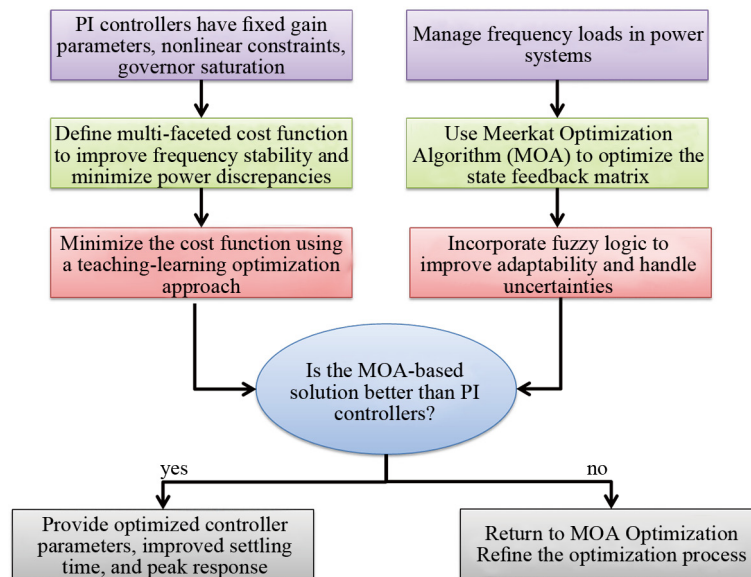 PI controllers have fixed gain
parameters, nonlinear constraints,
governor saturation
Manage frequency loads in power
systems
Define multi-faceted cost function
to improve frequency stability and
minimize power discrepancies
Use Meerkat Optimization
Algorithm (MOA) to optimize the
state feedback matrix
Minimize the cost function using
a teaching-learning optimization
approach
Incorporate fuzzy logic to
improve adaptability and handle
uncertainties
Is the MOA-based
solution better than PI
controllers?
yes
no
Provide optimized controller
parameters, improved settling
time, and peak response
Return to MOA Optimization
Refine the optimization process